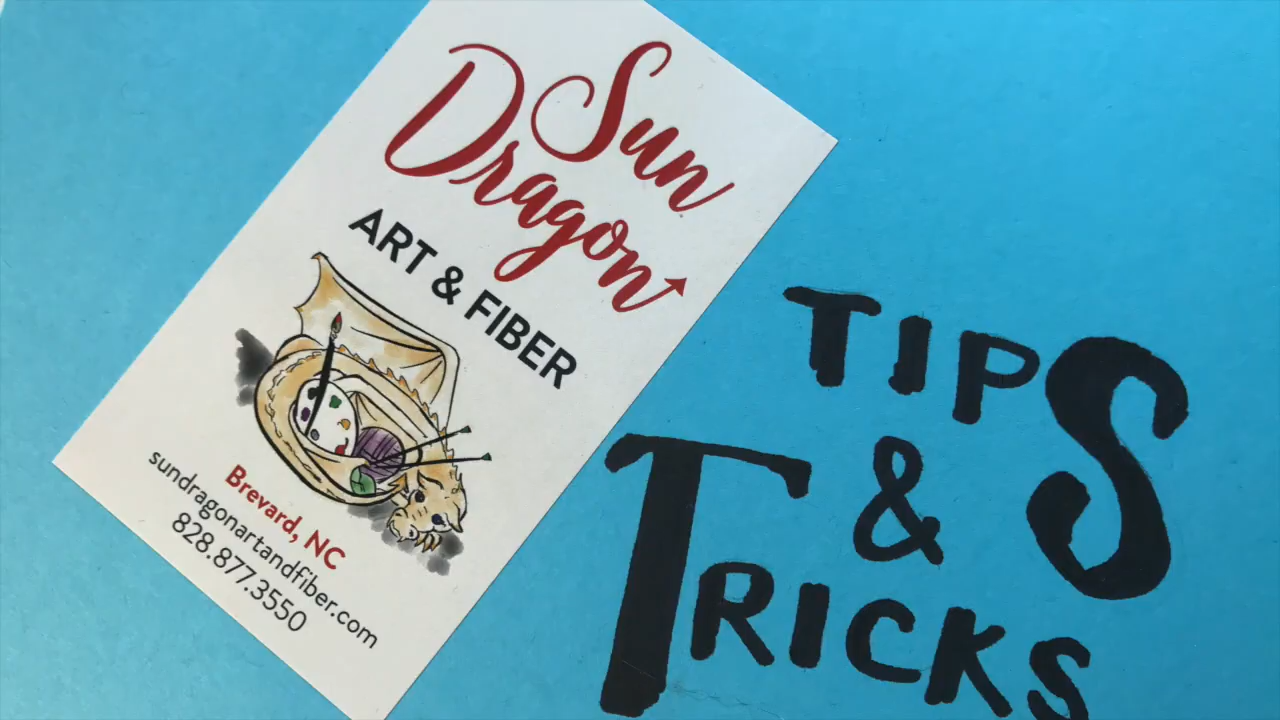 Sun
Dragon
ART & FIBER
Brevard, NC
sundragonartandfiber.com
828.877.3550
TIPS
&
TRICKS